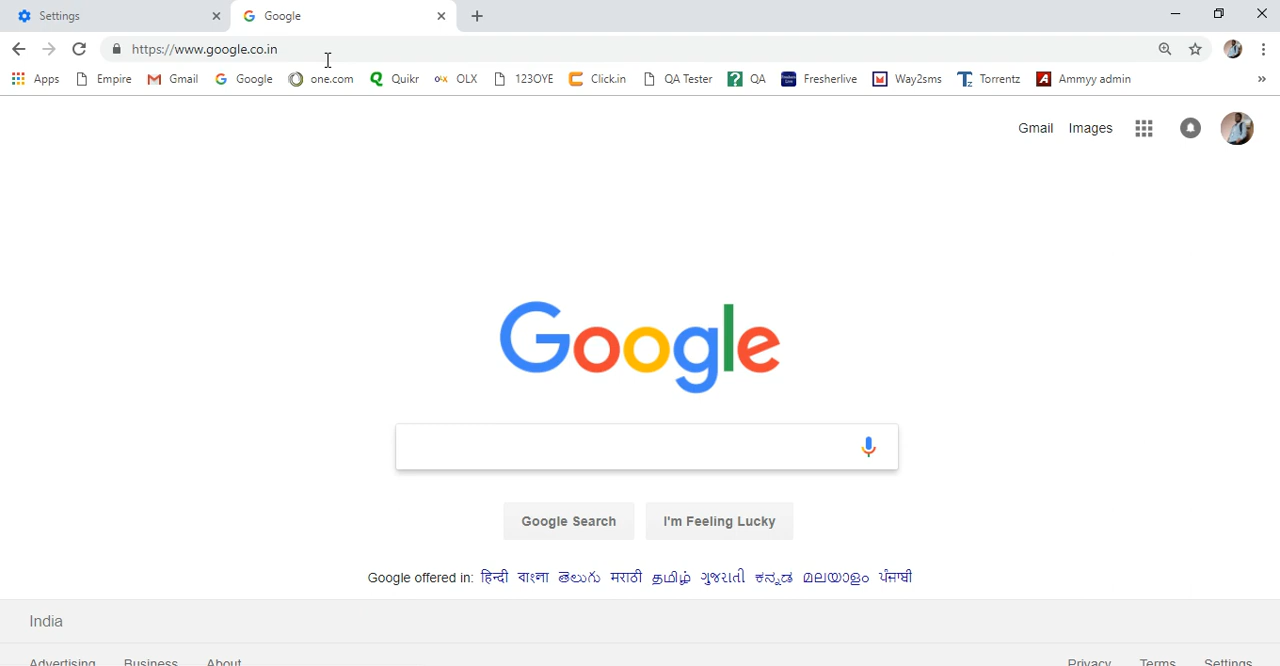 Settings Google
https://www.google.co.in
Apps Empire Gmail Google one.com Quikr OLX 123OYE Click.in QA Tester QA Fresherlive Way2sms Torrentz Ammyy admin
Gmail Images
Google
Google Search I'm Feeling Lucky
Google offered in: हिन्दी বাংলা తెలుగు मराठी தமிழ் ગુજરાતી ಕನ್ನಡ മലയാളം ਪੰਜਾਬੀ
India
Advertising Business About Privacy Terms Settings